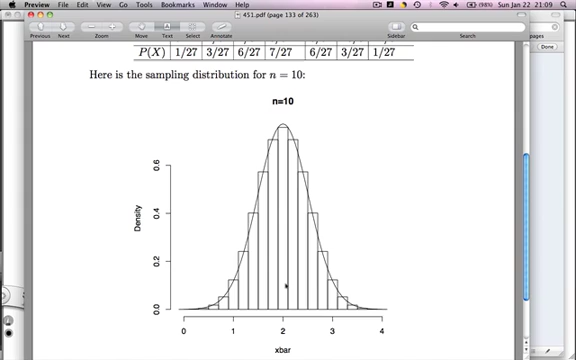 Preview File Edit View Go Tools Window Help
Sun Jan 22 21:09
451.pdf (page 133 of 263)
Previous Next Zoom Move Text Select Annotate Sidebar Search
Done
P(X) 1/27 3/27 6/27 7/27 6/27 3/27 1/27
Here is the sampling distribution for n = 10:
n=10
Density
0.6
0.4
0.2
0.0
0 1 2 3 4
xbar